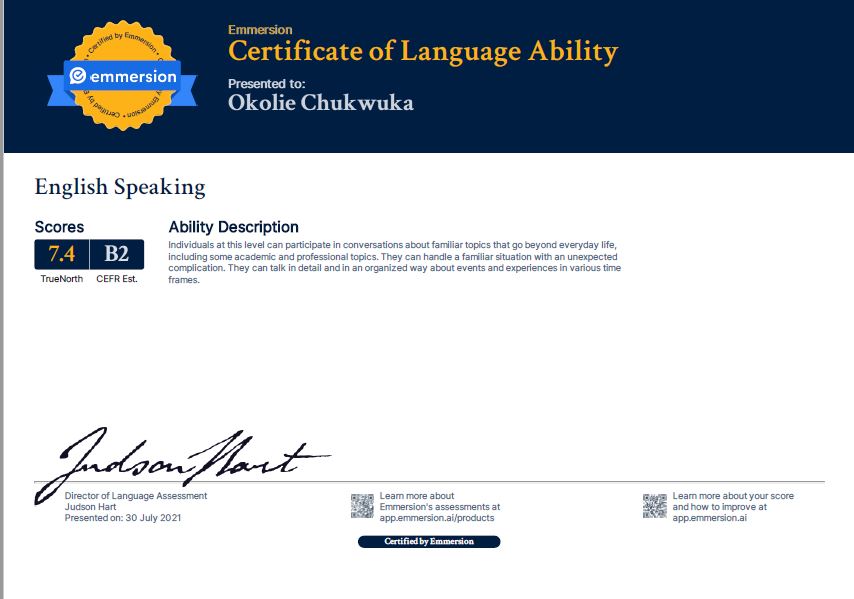 • Certified by Emmersion •
emmersion
Certified by Emmersion
Emmersion
Certificate of Language Ability
Presented to:
Okolie Chukwuka
English Speaking
Scores
7.4 B2
TrueNorth CEFR Est.
Ability Description
Individuals at this level can participate in conversations about familiar topics that go beyond everyday life,
including some academic and professional topics. They can handle a familiar situation with an unexpected
complication. They can talk in detail and in an organized way about events and experiences in various time
frames.
Judson Hart
Director of Language Assessment
Judson Hart
Presented on: 30 July 2021
Learn more about
Emmersion's assessments at
app.emmersion.ai/products
Learn more about your score
and how to improve at
app.emmersion.ai
Certified by Emmersion